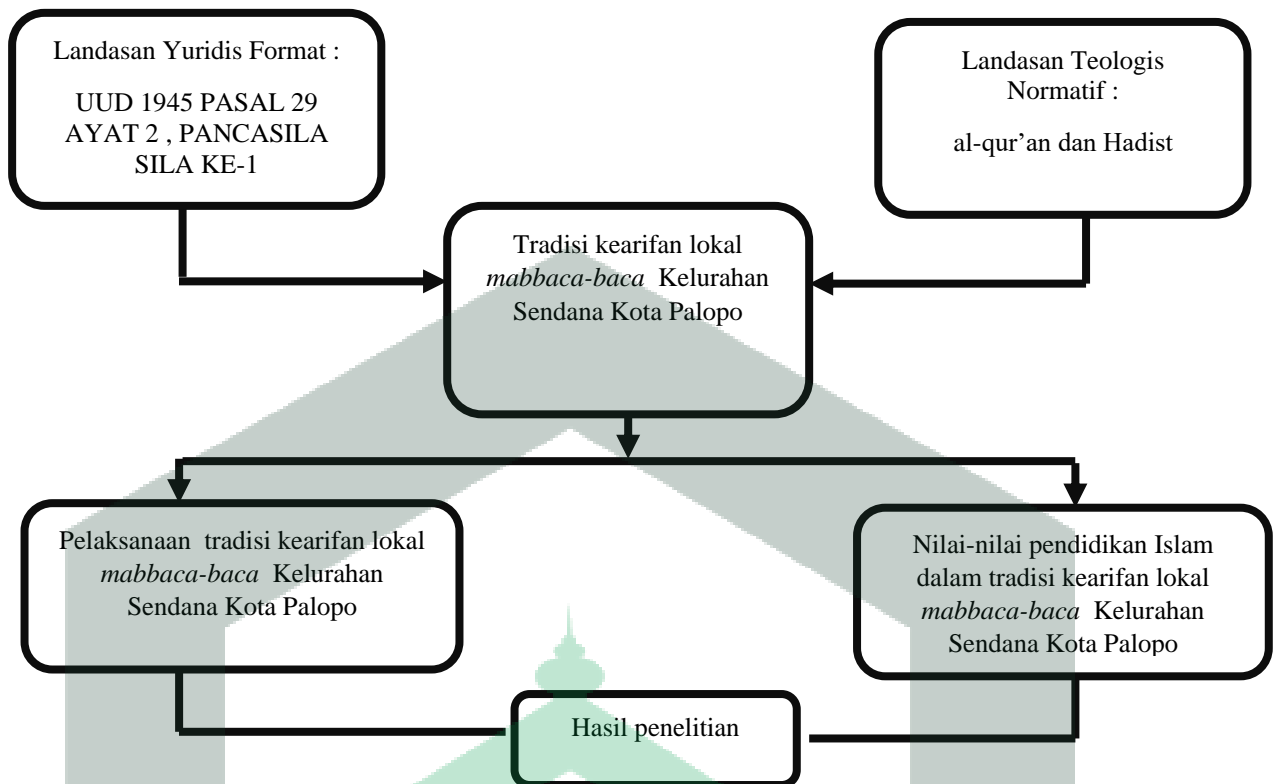 Landasan Yuridis Format :
UUD 1945 PASAL 29
AYAT 2 , PANCASILA
SILA KE-1
Landasan Teologis
Normatif :
al-qur’an dan Hadist
Tradisi kearifan lokal
mabbaca-baca Kelurahan
Sendana Kota Palopo
Pelaksanaan tradisi kearifan lokal
mabbaca-baca Kelurahan
Sendana Kota Palopo
Nilai-nilai pendidikan Islam
dalam tradisi kearifan lokal
mabbaca-baca Kelurahan
Sendana Kota Palopo
Hasil penelitian